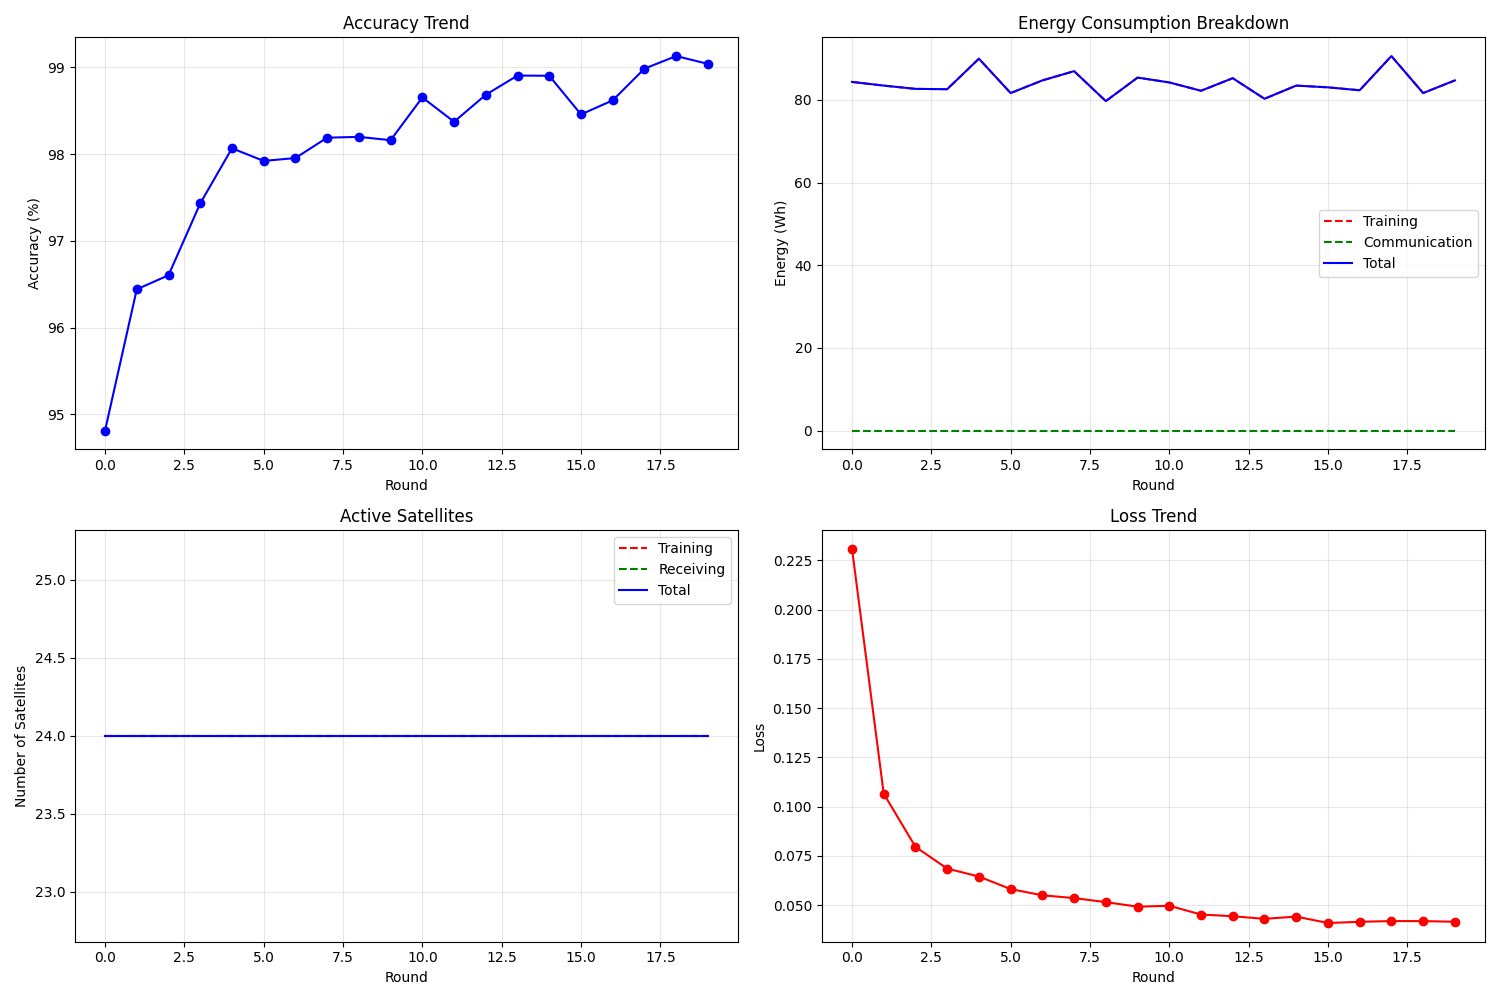 Accuracy Trend
Accuracy (%)
99
98
97
96
95
0.0 2.5 5.0 7.5 10.0 12.5 15.0 17.5
Round
Energy Consumption Breakdown
Energy (Wh)
80
60
40
20
0
Training
Communication
Total
0.0 2.5 5.0 7.5 10.0 12.5 15.0 17.5
Round
Active Satellites
Number of Satellites
25.0
24.5
24.0
23.5
23.0
Training
Receiving
Total
0.0 2.5 5.0 7.5 10.0 12.5 15.0 17.5
Round
Loss Trend
Loss
0.225
0.200
0.175
0.150
0.125
0.100
0.075
0.050
0.0 2.5 5.0 7.5 10.0 12.5 15.0 17.5
Round